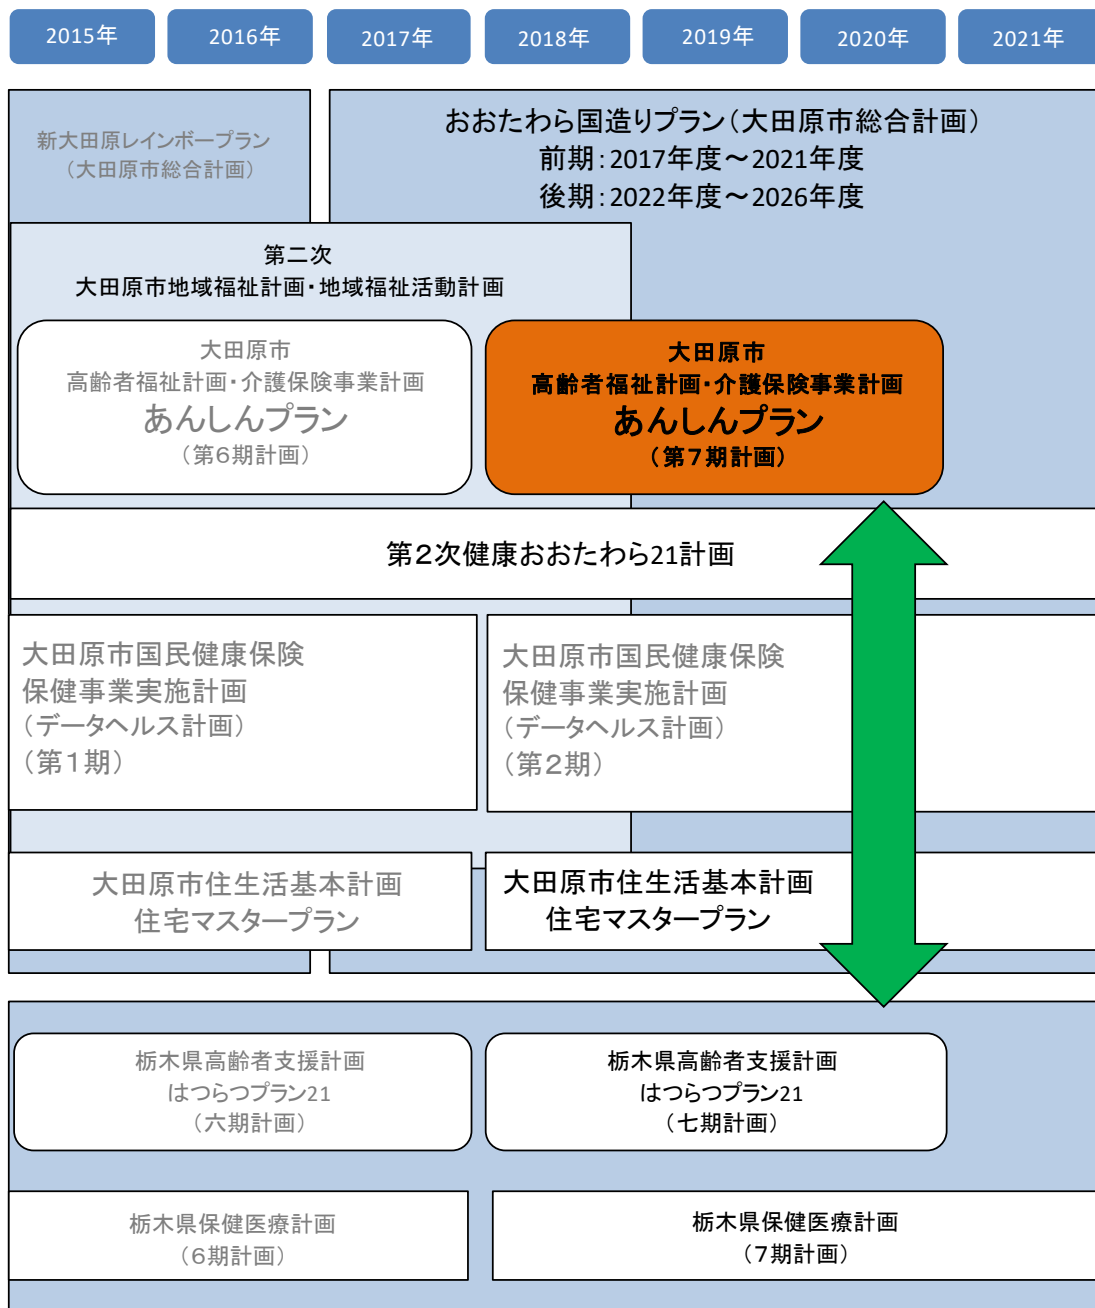 2015年
2016年
2017年
2018年
2019年
2020年
2021年
新大田原レインボープラン
（大田原市総合計画）
おおたわら国造りプラン（大田原市総合計画）
前期：2017年度～2021年度
後期：2022年度～2026年度
第二次
大田原市地域福祉計画・地域福祉活動計画
大田原市
高齢者福祉計画・介護保険事業計画
あんしんプラン
（第６期計画）
大田原市
高齢者福祉計画・介護保険事業計画
あんしんプラン
（第７期計画）
第２次健康おおたわら21計画
大田原市国民健康保険
保健事業実施計画
（データヘルス計画）
（第１期）
大田原市国民健康保険
保健事業実施計画
（データヘルス計画）
（第２期）
大田原市住生活基本計画
住宅マスタープラン
大田原市住生活基本計画
住宅マスタープラン
栃木県高齢者支援計画
はつらつプラン21
（六期計画）
栃木県高齢者支援計画
はつらつプラン21
（七期計画）
栃木県保健医療計画
（６期計画）
栃木県保健医療計画
（７期計画）